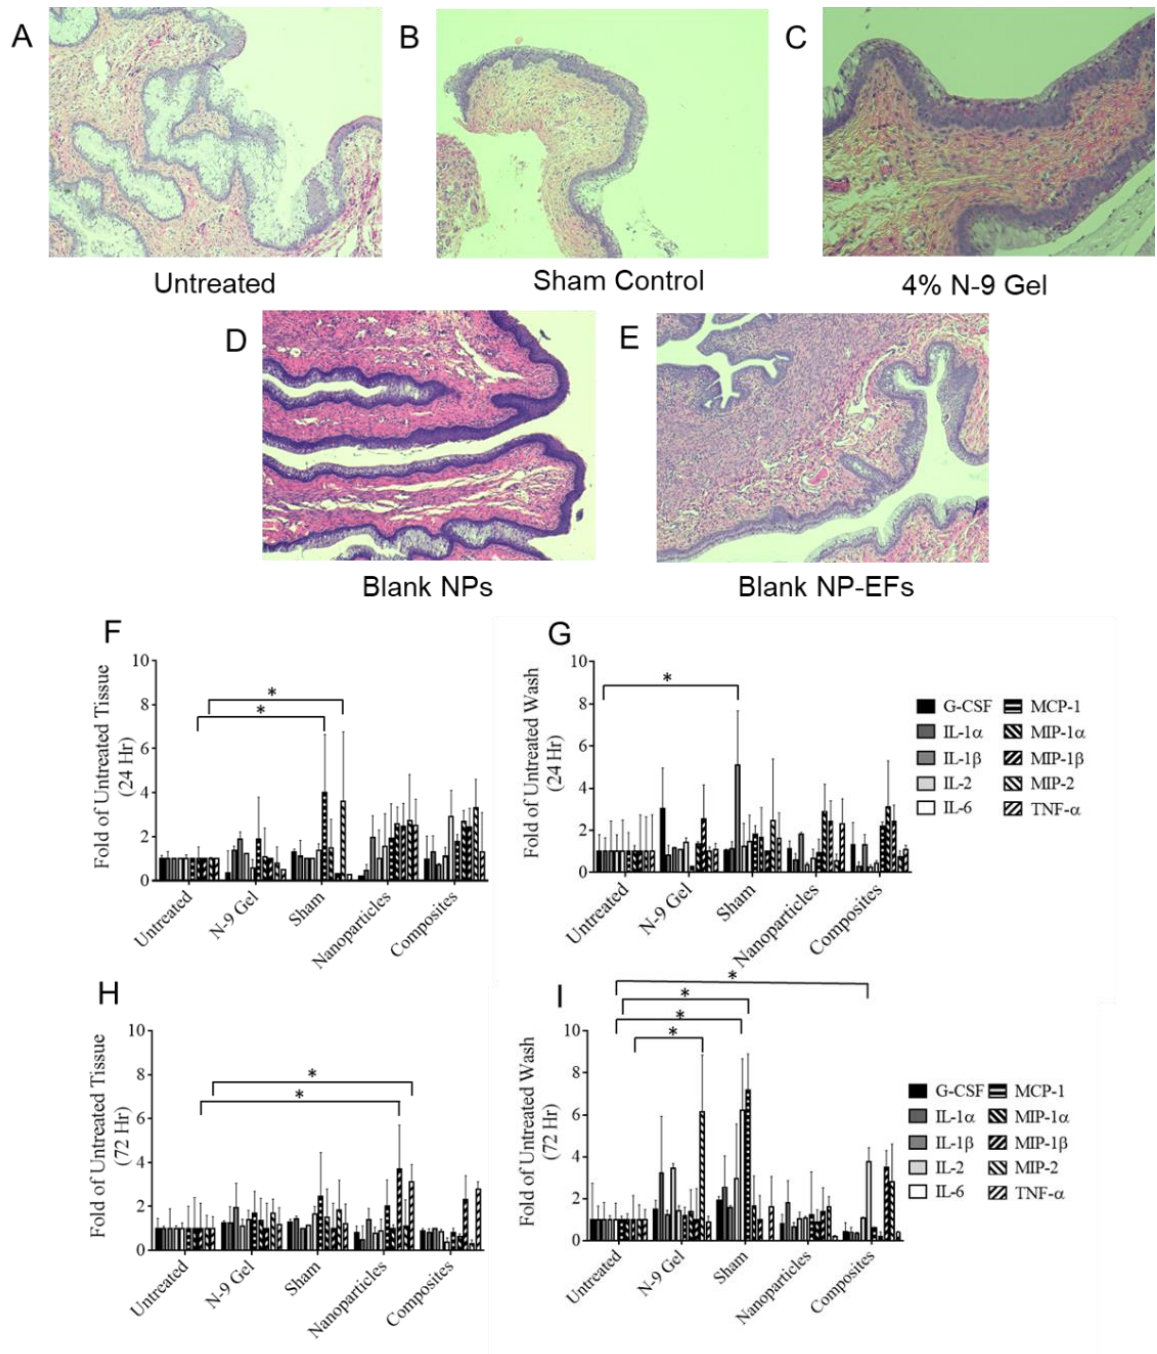 A
B
C
Untreated
Sham Control
4% N-9 Gel
D
E
Blank NPs
Blank NP-EFs
F
Fold of Untreated Tissue
(24 Hr)
10
8
6
4
2
0
*
*
Untreated
N-9 Gel
Sham
Nanoparticles
Composites
G
Fold of Untreated Wash
(24 Hr)
10
8
6
4
2
0
*
Untreated
N-9 Gel
Sham
Nanoparticles
Composites
G-CSF
IL-1α
IL-1β
IL-2
IL-6
MCP-1
MIP-1α
MIP-1β
MIP-2
TNF-α
H
Fold of Untreated Tissue
(72 Hr)
10
8
6
4
2
0
*
*
Untreated
N-9 Gel
Sham
Nanoparticles
Composites
I
Fold of Untreated Wash
(72 Hr)
10
8
6
4
2
0
*
*
*
*
Untreated
N-9 Gel
Sham
Nanoparticles
Composites
G-CSF
IL-1α
IL-1β
IL-2
IL-6
MCP-1
MIP-1α
MIP-1β
MIP-2
TNF-α